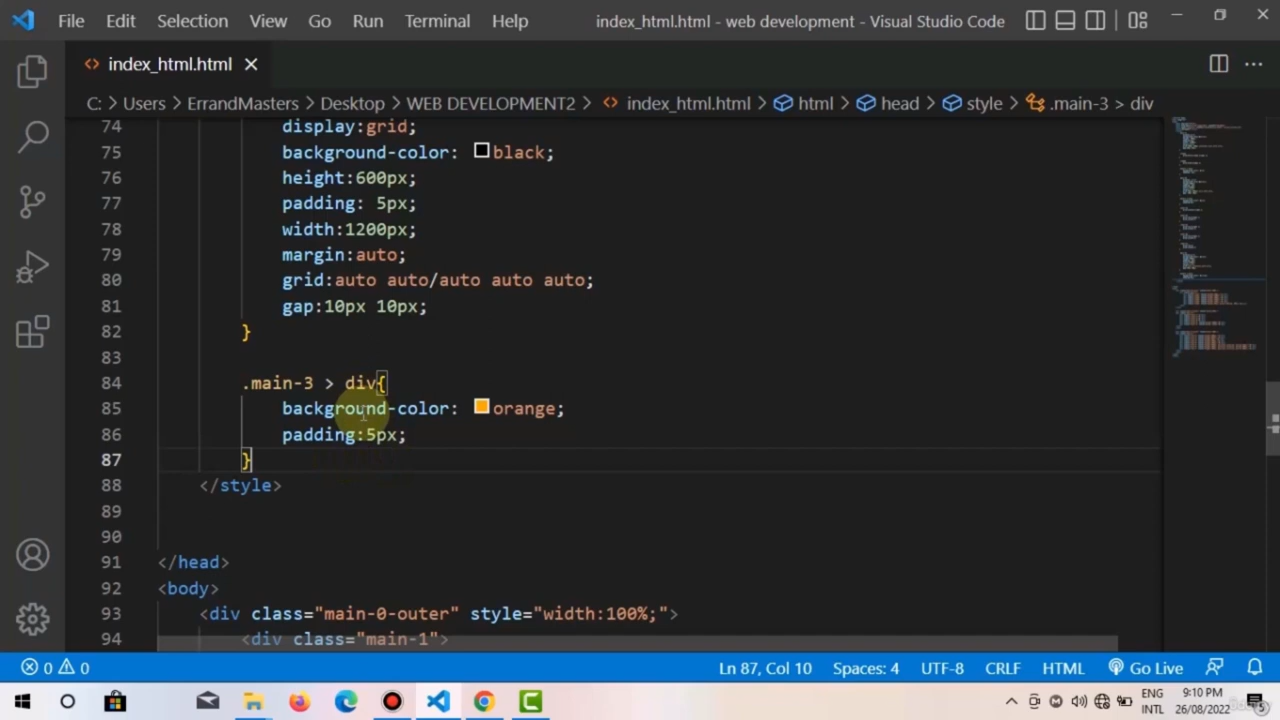 File Edit Selection View Go Run Terminal Help index_html.html - web development - Visual Studio Code
index_html.html
C: > Users > ErrandMasters > Desktop > WEB DEVELOPMENT2 > index_html.html > html > head > style > .main-3 > div
74 display:grid;
75 background-color: black;
76 height:600px;
77 padding: 5px;
78 width:1200px;
79 margin:auto;
80 grid:auto auto/auto auto auto;
81 gap:10px 10px;
82 }
83
84 .main-3 > div{
85 background-color: orange;
86 padding:5px;
87 }
88 </style>
89
90
91 </head>
92 <body>
93 <div class="main-0-outer" style="width:100%;">
94 <div class="main-1">
0 0 Ln 87, Col 10 Spaces: 4 UTF-8 CRLF HTML Go Live
ENG 9:10 PM
INTL 26/08/2022 5